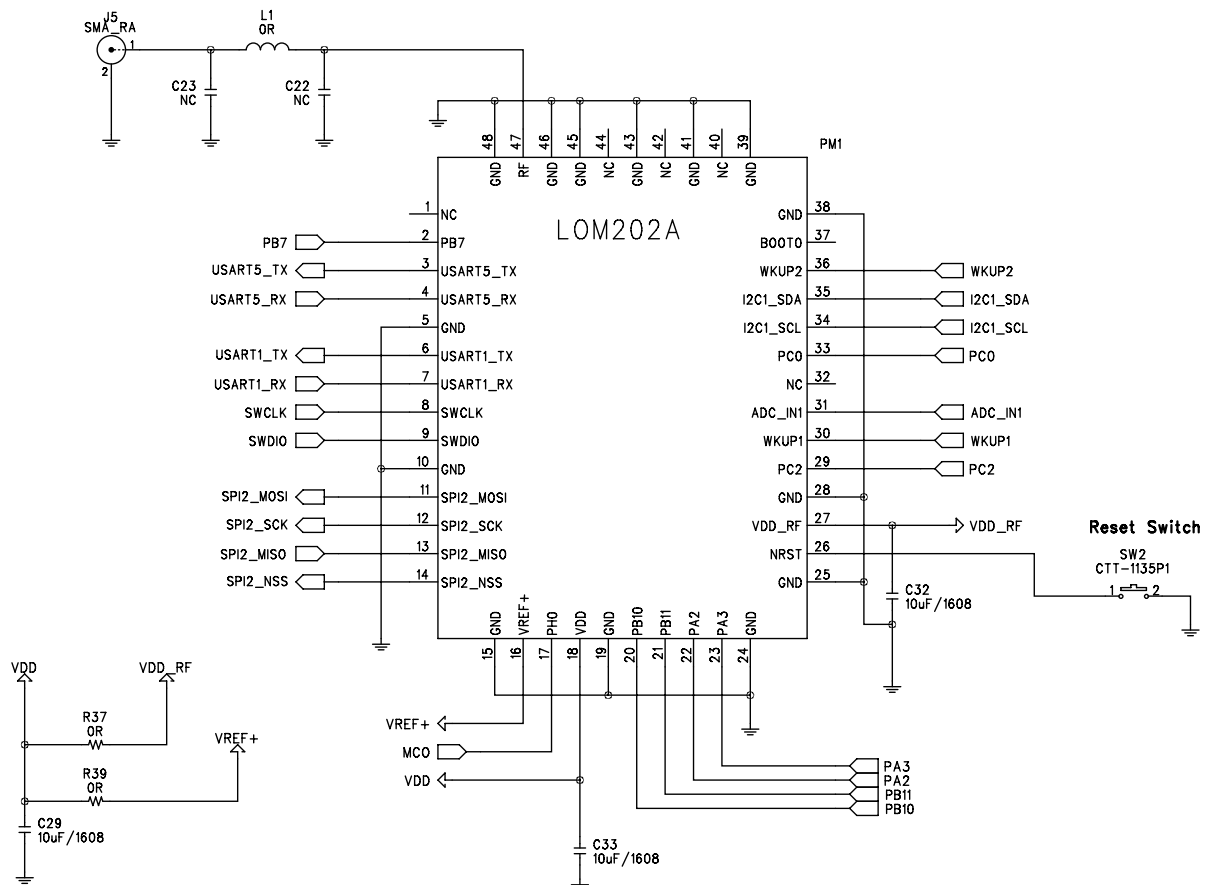 J5
SMA_RA
1
2
L1
0R
C23
NC
C22
NC
48
47
46
45
44
43
42
41
40
39
GND
RF
GND
GND
NC
GND
NC
GND
NC
GND
PM1
LOM202A
1
NC
PB7
2
PB7
USART5_TX
3
USART5_TX
USART5_RX
4
USART5_RX
5
GND
USART1_TX
6
USART1_TX
USART1_RX
7
USART1_RX
SWCLK
8
SWCLK
SWDIO
9
SWDIO
10
GND
SPI2_MOSI
11
SPI2_MOSI
SPI2_SCK
12
SPI2_SCK
SPI2_MISO
13
SPI2_MISO
SPI2_NSS
14
SPI2_NSS
GND
38
BOOT0
37
WKUP2
36
WKUP2
I2C1_SDA
35
I2C1_SDA
I2C1_SCL
34
I2C1_SCL
PC0
33
PC0
NC
32
ADC_IN1
31
ADC_IN1
WKUP1
30
WKUP1
PC2
29
PC2
GND
28
VDD_RF
27
VDD_RF
NRST
26
GND
25
Reset Switch
SW2
CTT-1135P1
1
2
C32
10uF/1608
GND
VREF+
PH0
VDD
GND
PB10
PB11
PA2
PA3
GND
15
16
17
18
19
20
21
22
23
24
VREF+
MCO
VDD
PA3
PA2
PB11
PB10
C33
10uF/1608
VDD
VDD_RF
R37
0R
VREF+
R39
0R
C29
10uF/1608